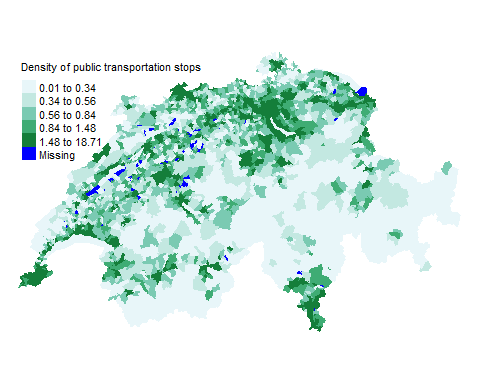 Density of public transportation stops
0.01 to 0.34
0.34 to 0.56
0.56 to 0.84
0.84 to 1.48
1.48 to 18.71
Missing